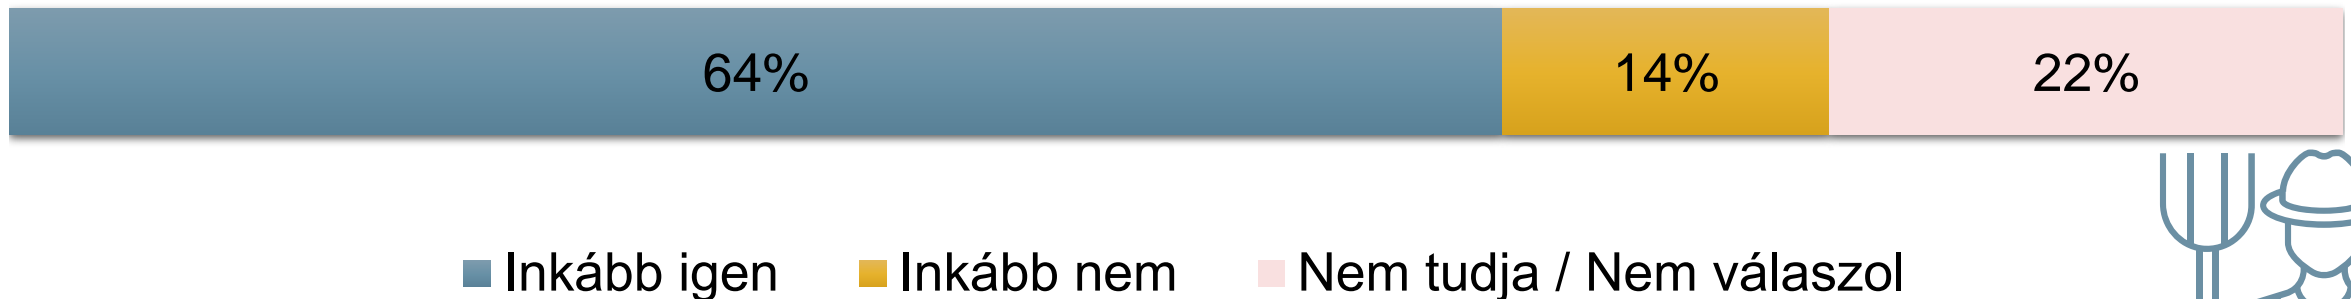 64% 14% 22%
Inkább igen Inkább nem Nem tudja / Nem válaszol